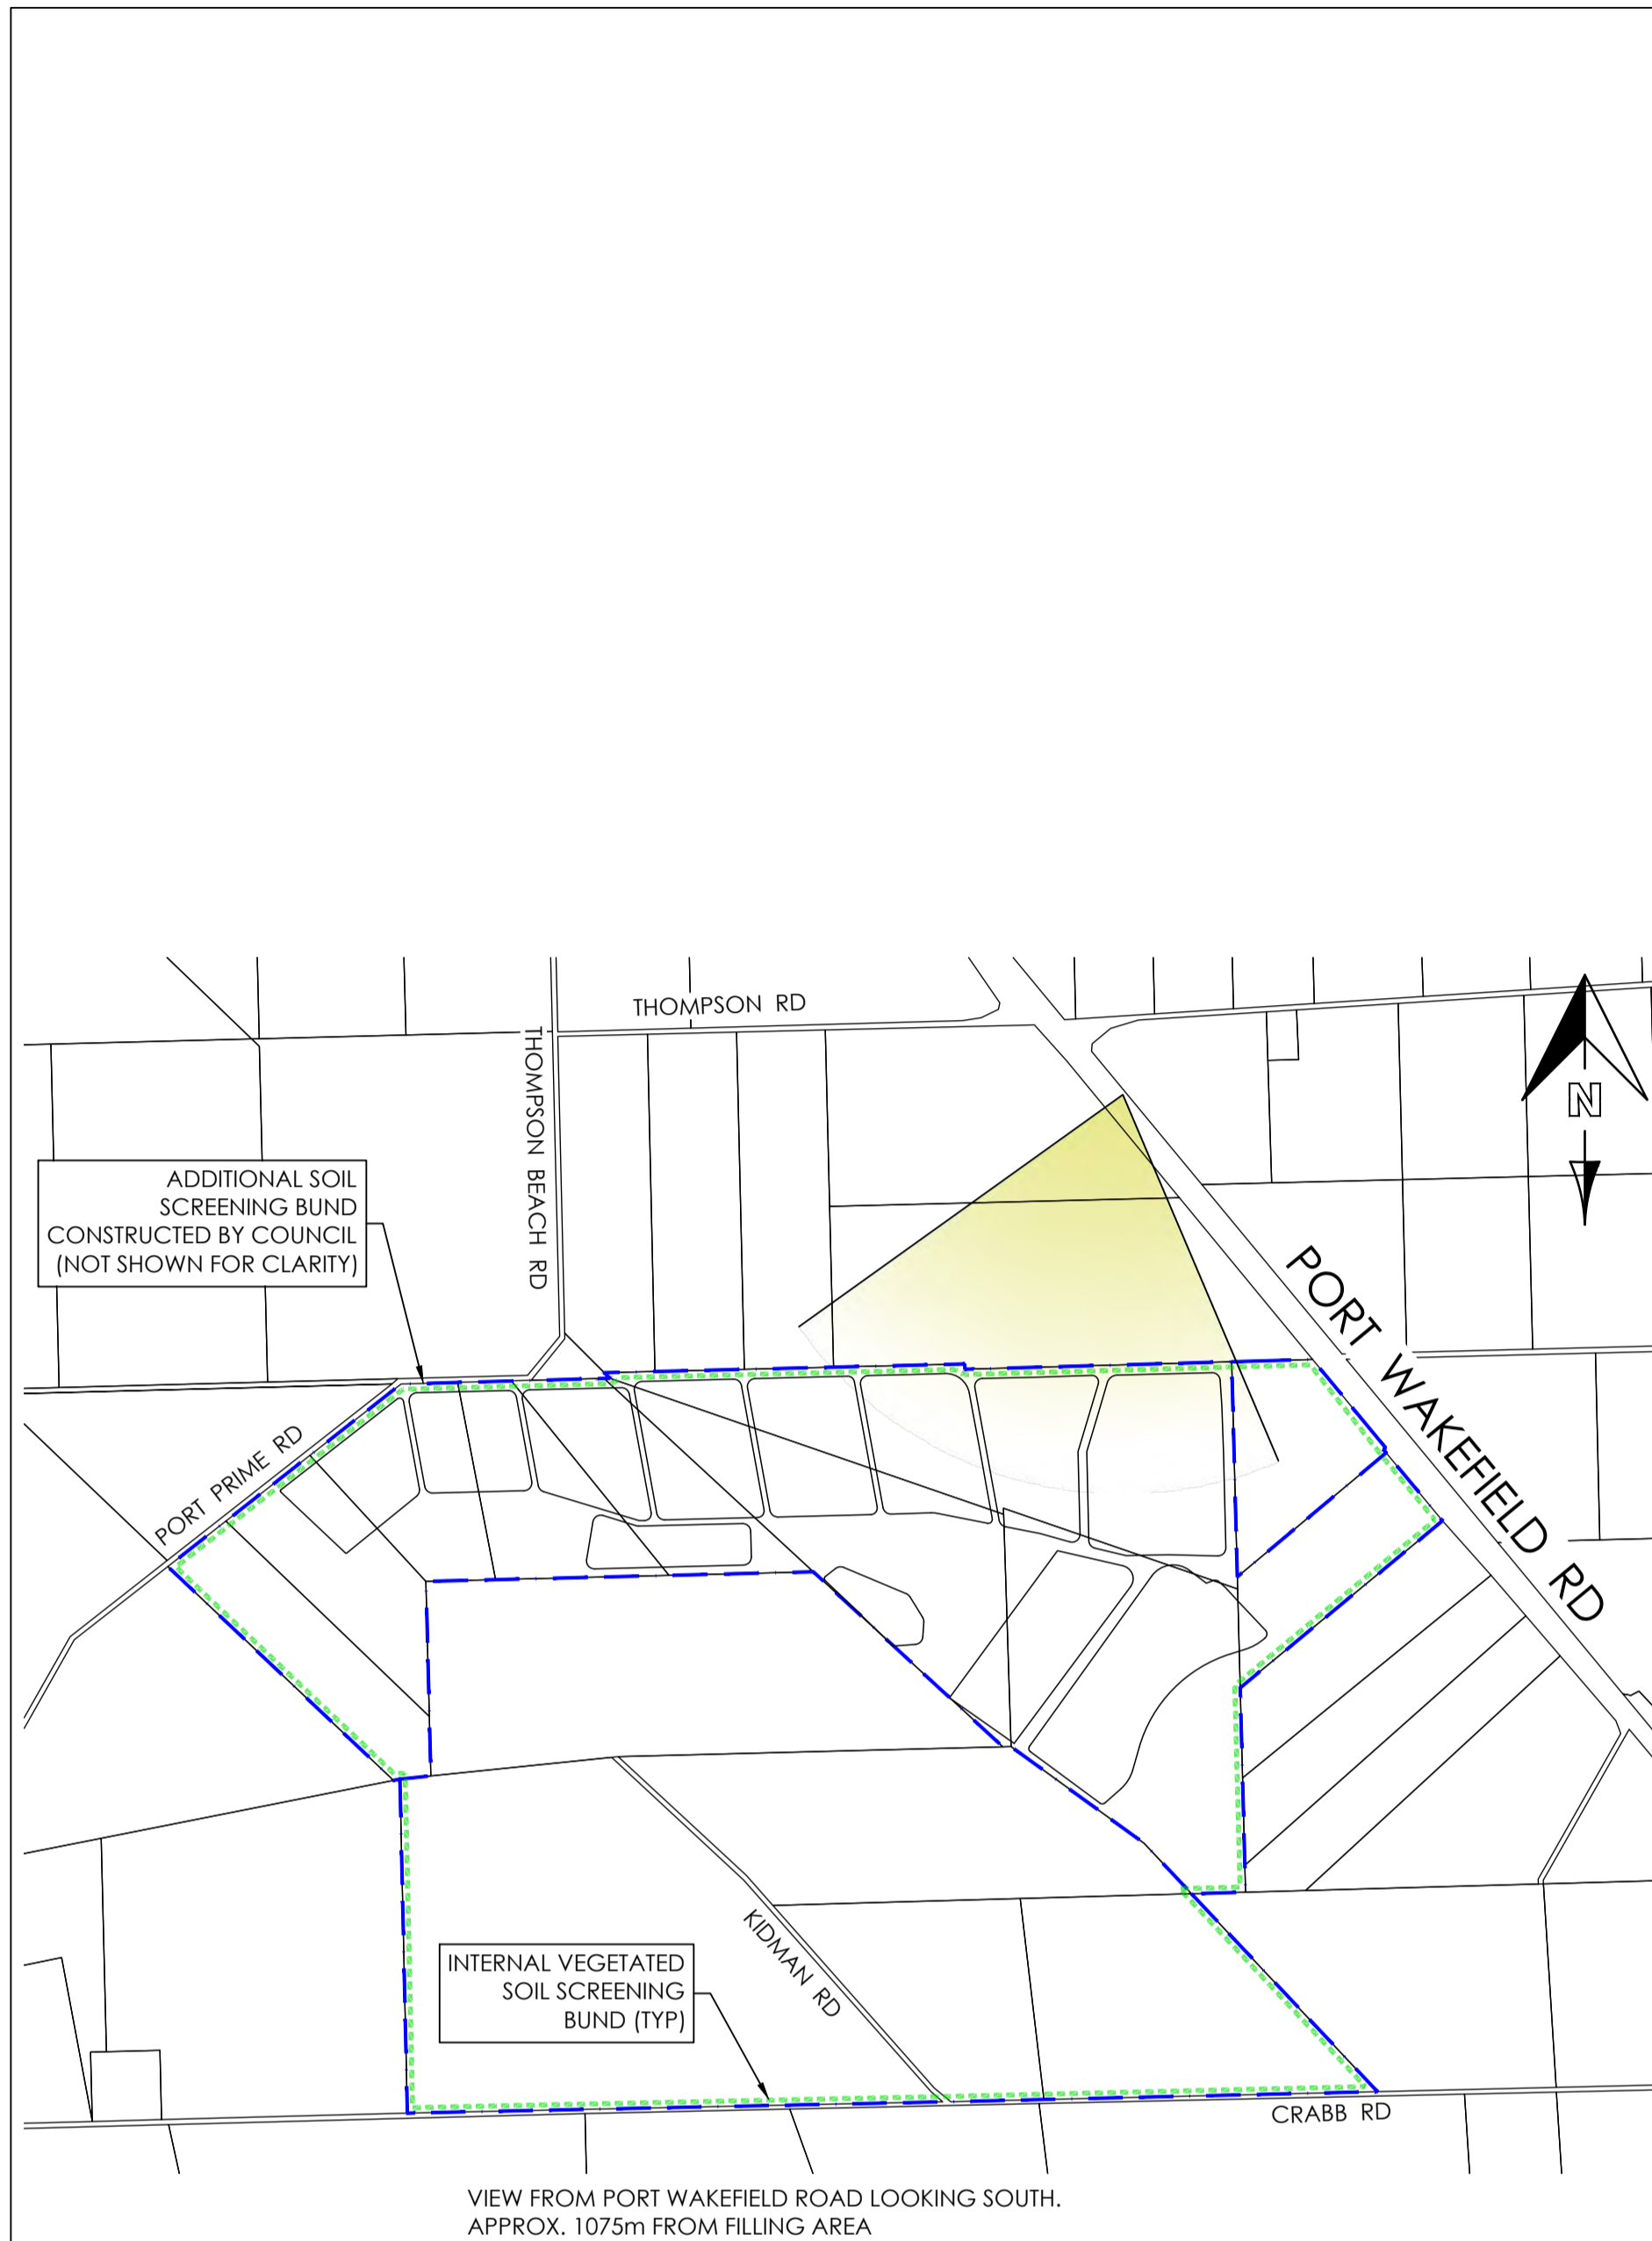 THOMPSON RD
THOMPSON BEACH RD
N
ADDITIONAL SOIL
SCREENING BUND
CONSTRUCTED BY COUNCIL
(NOT SHOWN FOR CLARITY)
PORT WAKEFIELD RD
PORT PRIME RD
KIDMAN RD
INTERNAL VEGETATED
SOIL SCREENING
BUND (TYP)
CRABB RD
VIEW FROM PORT WAKEFIELD ROAD LOOKING SOUTH.
APPROX. 1075m FROM FILLING AREA